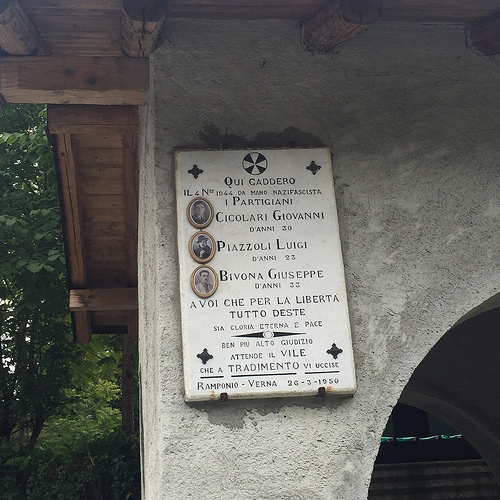 QUI CADDERO
IL 4 NBRE 1944 DA MANO NAZIFASCISTA
I PARTIGIANI
CICOLARI GIOVANNI
D'ANNI 30
PIAZZOLI LUIGI
D'ANNI 23
BIVONA GIUSEPPE
D'ANNI 33
A VOI CHE PER LA LIBERTÁ
TUTTO DESTE
SIA GLORIA ETERNA E PACE
BEN PIU ALTO GIUDIZIO
ATTENDE IL VILE
CHE A TRADIMENTO VI UCCISE
RAMPONIO - VERNA 26-3-1950